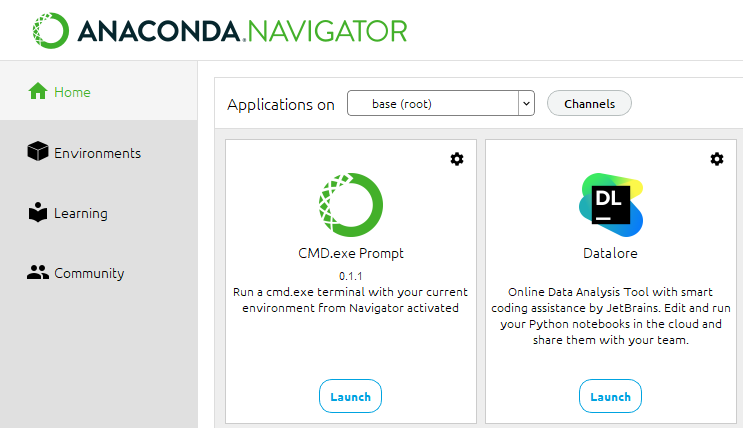 ANACONDA.NAVIGATOR
Home
Environments
Learning
Community
Applications on
base (root)
Channels
CMD.exe Prompt
0.1.1
Run a cmd.exe terminal with your current
environment from Navigator activated
Launch
DL
Datalore
Online Data Analysis Tool with smart
coding assistance by JetBrains. Edit and run
your Python notebooks in the cloud and
share them with your team.
Launch